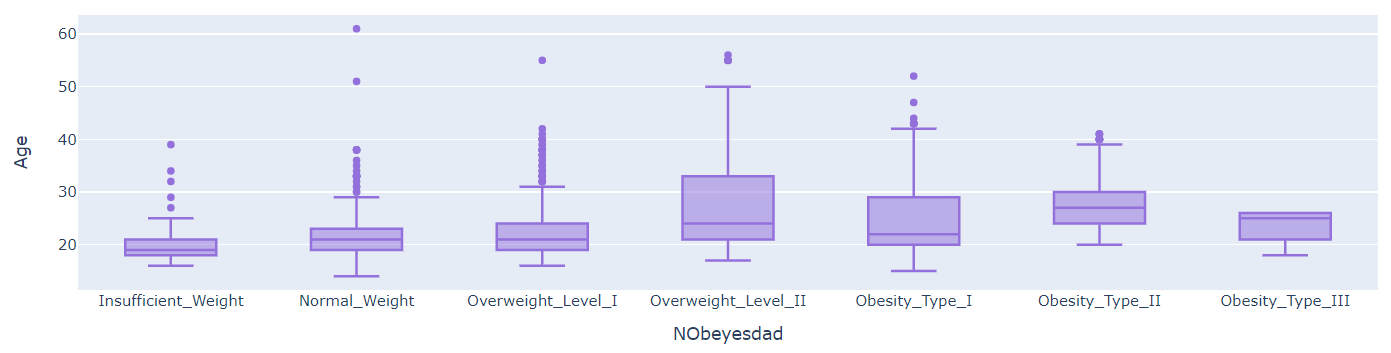 Age
60
50
40
30
20
Insufficient_Weight Normal_Weight Overweight_Level_I Overweight_Level_II Obesity_Type_I Obesity_Type_II Obesity_Type_III
NObeyesdad